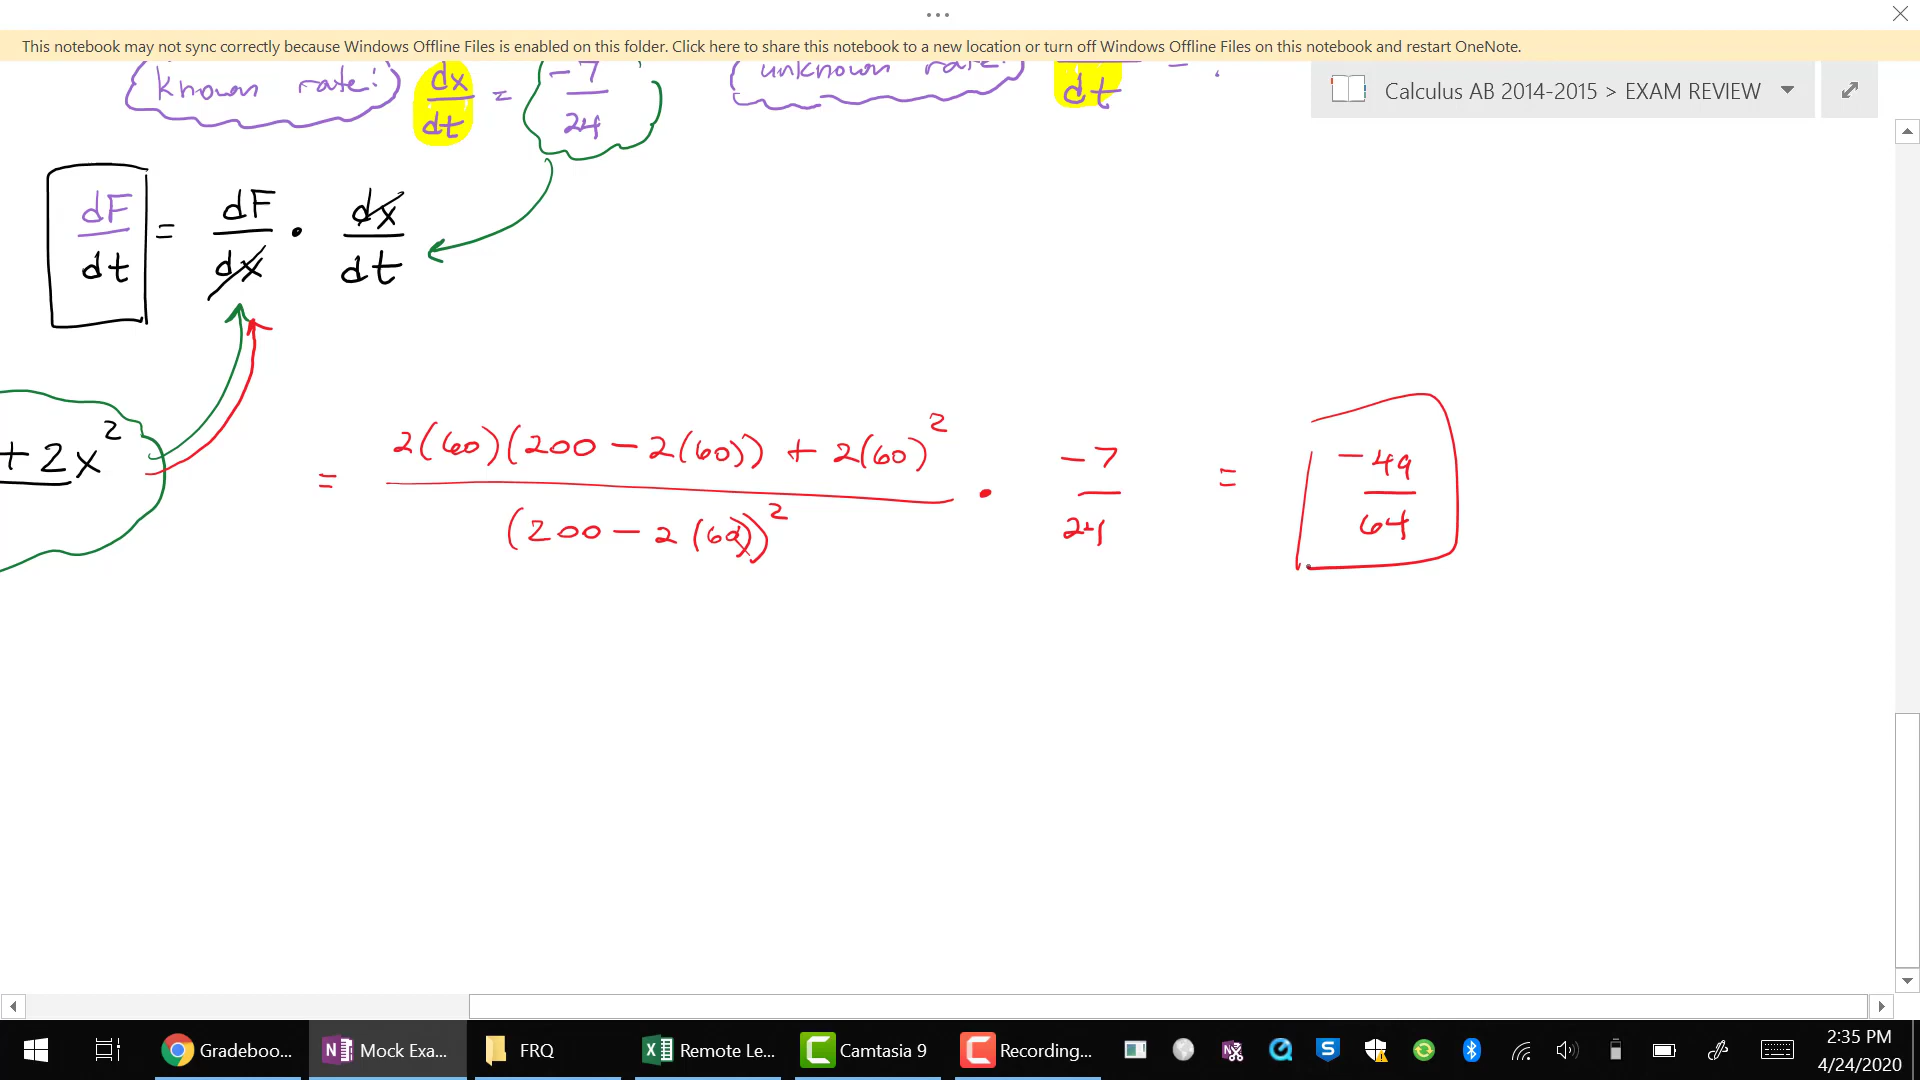 This notebook may not sync correctly because Windows Offline Files is enabled on this folder. Click here to share this notebook to a new location or turn off Windows Offline Files on this notebook and restart OneNote.
Calculus AB 2014-2015 > EXAM REVIEW
known rate: dx/dt = -7/24 unknown rate: dt = ?
dF/dt = dF/dx • dx/dt
+ 2x²
= (2(60)(200 - 2(60)) + 2(60)²)/(200 - 2(60))² • -7/24 = -49/64
Gradeboo...
Mock Exa...
FRQ
Remote Le...
Camtasia 9
Recording...
2:35 PM
4/24/2020